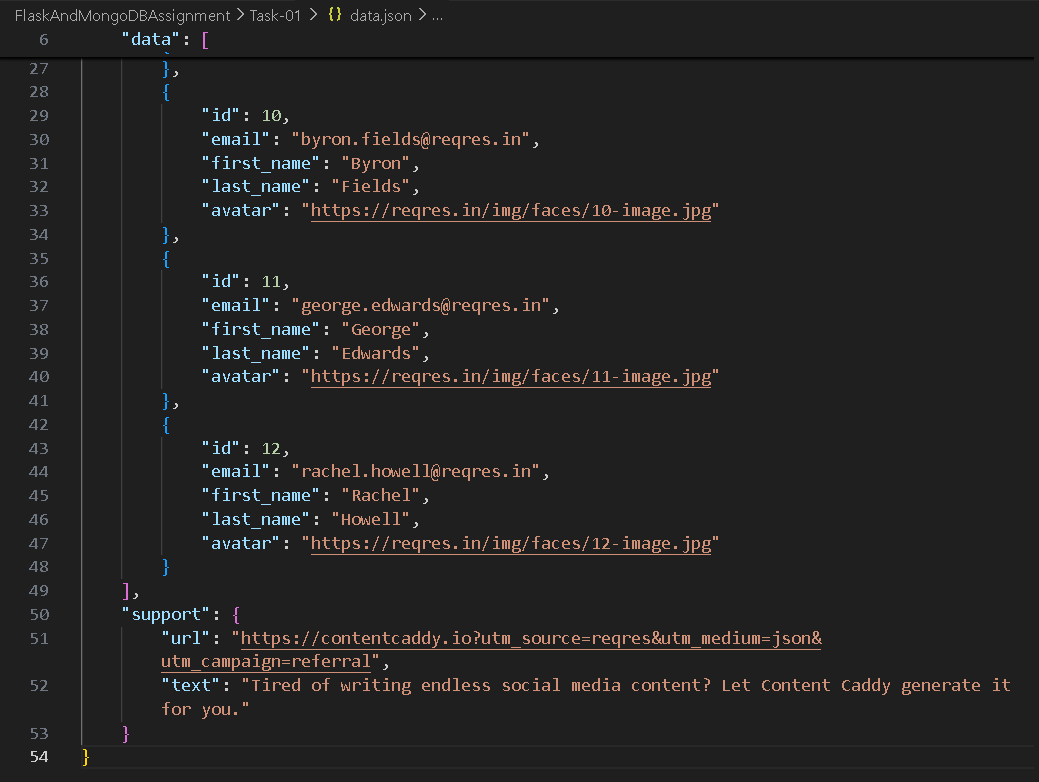 FlaskAndMongoDBAssignment > Task-01 > {} data.json > ...
6 "data": [
27 },
28 {
29 "id": 10,
30 "email": "byron.fields@reqres.in",
31 "first_name": "Byron",
32 "last_name": "Fields",
33 "avatar": "https://reqres.in/img/faces/10-image.jpg"
34 },
35 {
36 "id": 11,
37 "email": "george.edwards@reqres.in",
38 "first_name": "George",
39 "last_name": "Edwards",
40 "avatar": "https://reqres.in/img/faces/11-image.jpg"
41 },
42 {
43 "id": 12,
44 "email": "rachel.howell@reqres.in",
45 "first_name": "Rachel",
46 "last_name": "Howell",
47 "avatar": "https://reqres.in/img/faces/12-image.jpg"
48 }
49 ],
50 "support": {
51 "url": "https://contentcaddy.io?utm_source=reqres&utm_medium=json&
utm_campaign=referral",
52 "text": "Tired of writing endless social media content? Let Content Caddy generate it
for you."
53 }
54 }